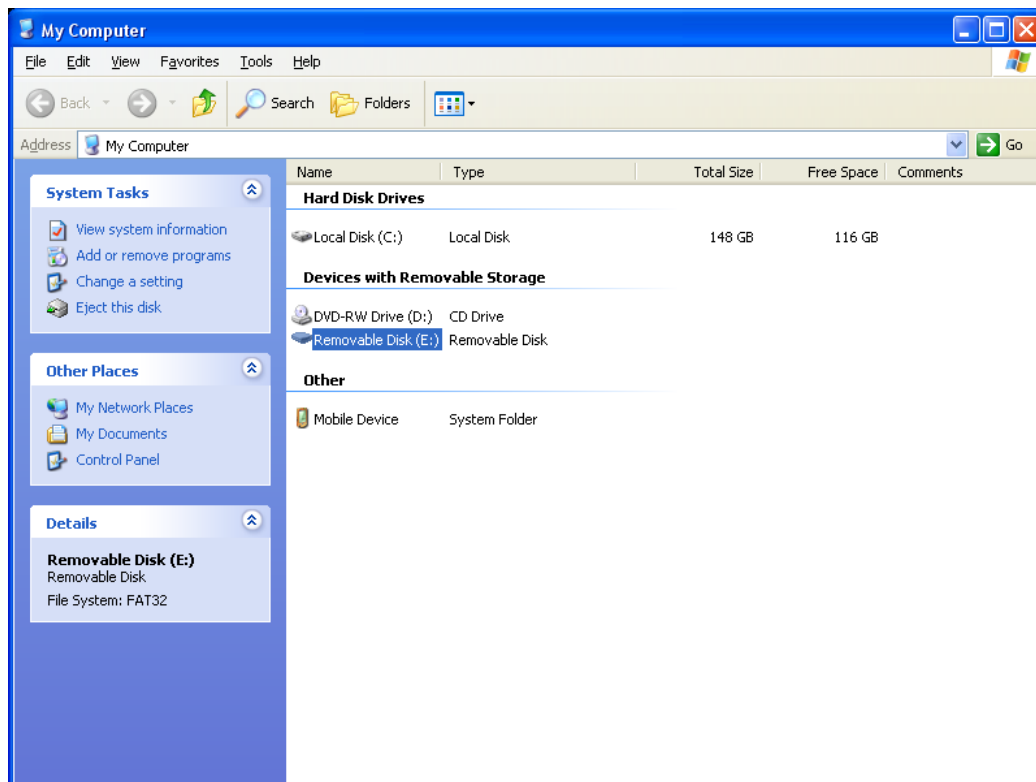 My Computer
File Edit View Favorites Tools Help
Back Search Folders
Address My Computer Go
Name Type Total Size Free Space Comments
System Tasks
View system information
Add or remove programs
Change a setting
Eject this disk
Other Places
My Network Places
My Documents
Control Panel
Details
Removable Disk (E:)
Removable Disk
File System: FAT32
Hard Disk Drives
Local Disk (C:) Local Disk 148 GB 116 GB
Devices with Removable Storage
DVD-RW Drive (D:) CD Drive
Removable Disk (E:) Removable Disk
Other
Mobile Device System Folder